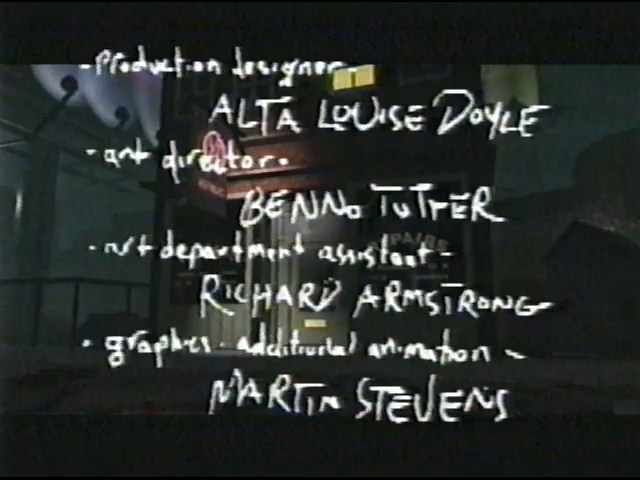 -Production designer-
ALTA LOUISE DOYLE
-art director-
BENNO TUTTER
-art department assistant-
RICHARD ARMSTRONG
-graphics-additional animation-
MARTIN STEVENS
PAIRS